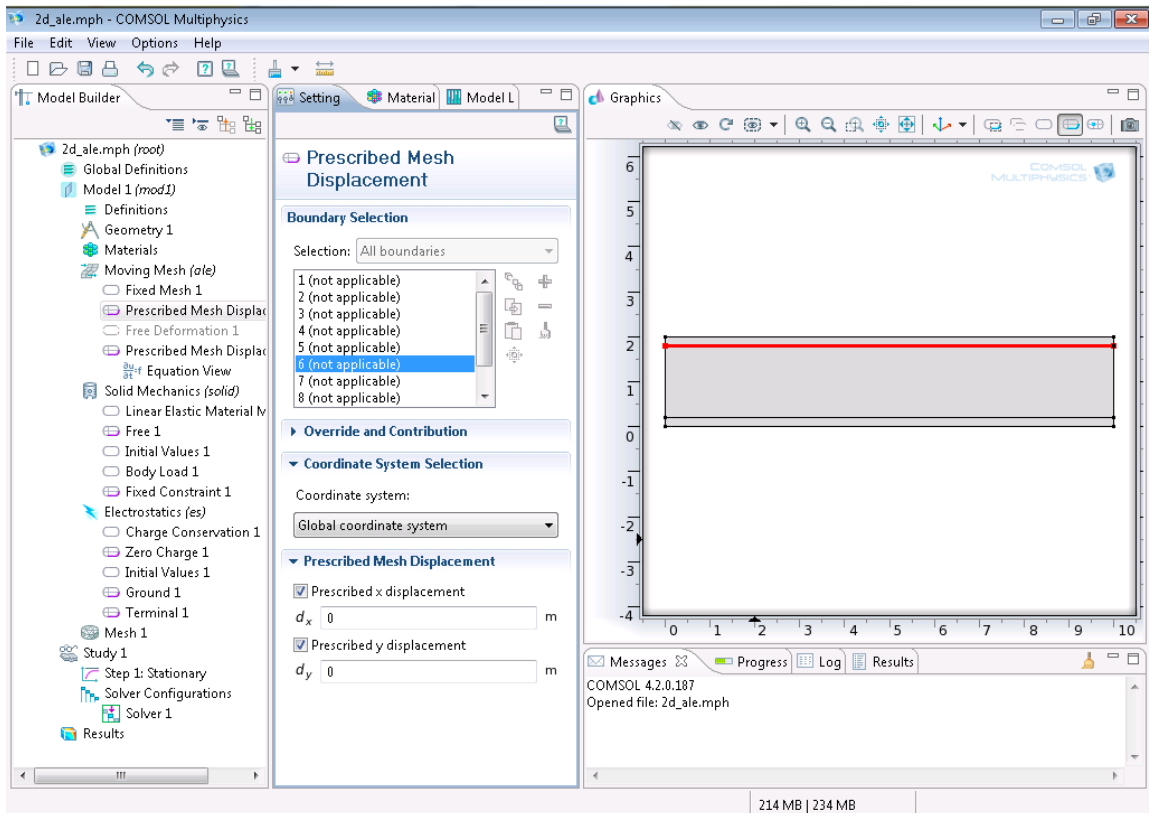 2d_ale.mph - COMSOL Multiphysics
File Edit View Options Help
Model Builder
2d_ale.mph (root)
Global Definitions
Model 1 (mod1)
Definitions
Geometry 1
Materials
Moving Mesh (ale)
Fixed Mesh 1
Prescribed Mesh Displac
Free Deformation 1
Prescribed Mesh Displac
Equation View
Solid Mechanics (solid)
Linear Elastic Material M
Free 1
Initial Values 1
Body Load 1
Fixed Constraint 1
Electrostatics (es)
Charge Conservation 1
Zero Charge 1
Initial Values 1
Ground 1
Terminal 1
Mesh 1
Study 1
Step 1: Stationary
Solver Configurations
Solver 1
Results
Setting Material Model L
Prescribed Mesh
Displacement
Boundary Selection
Selection: All boundaries
1 (not applicable)
2 (not applicable)
3 (not applicable)
4 (not applicable)
5 (not applicable)
6 (not applicable)
7 (not applicable)
8 (not applicable)
Override and Contribution
Coordinate System Selection
Coordinate system:
Global coordinate system
Prescribed Mesh Displacement
Prescribed x displacement
dx 0 m
Prescribed y displacement
dy 0 m
Graphics
COMSOL
MULTIPHYSICS
6
5
4
3
2
1
0
-1
-2
-3
-4
0 1 2 3 4 5 6 7 8 9 10
Messages Progress Log Results
COMSOL 4.2.0.187
Opened file: 2d_ale.mph
214 MB | 234 MB